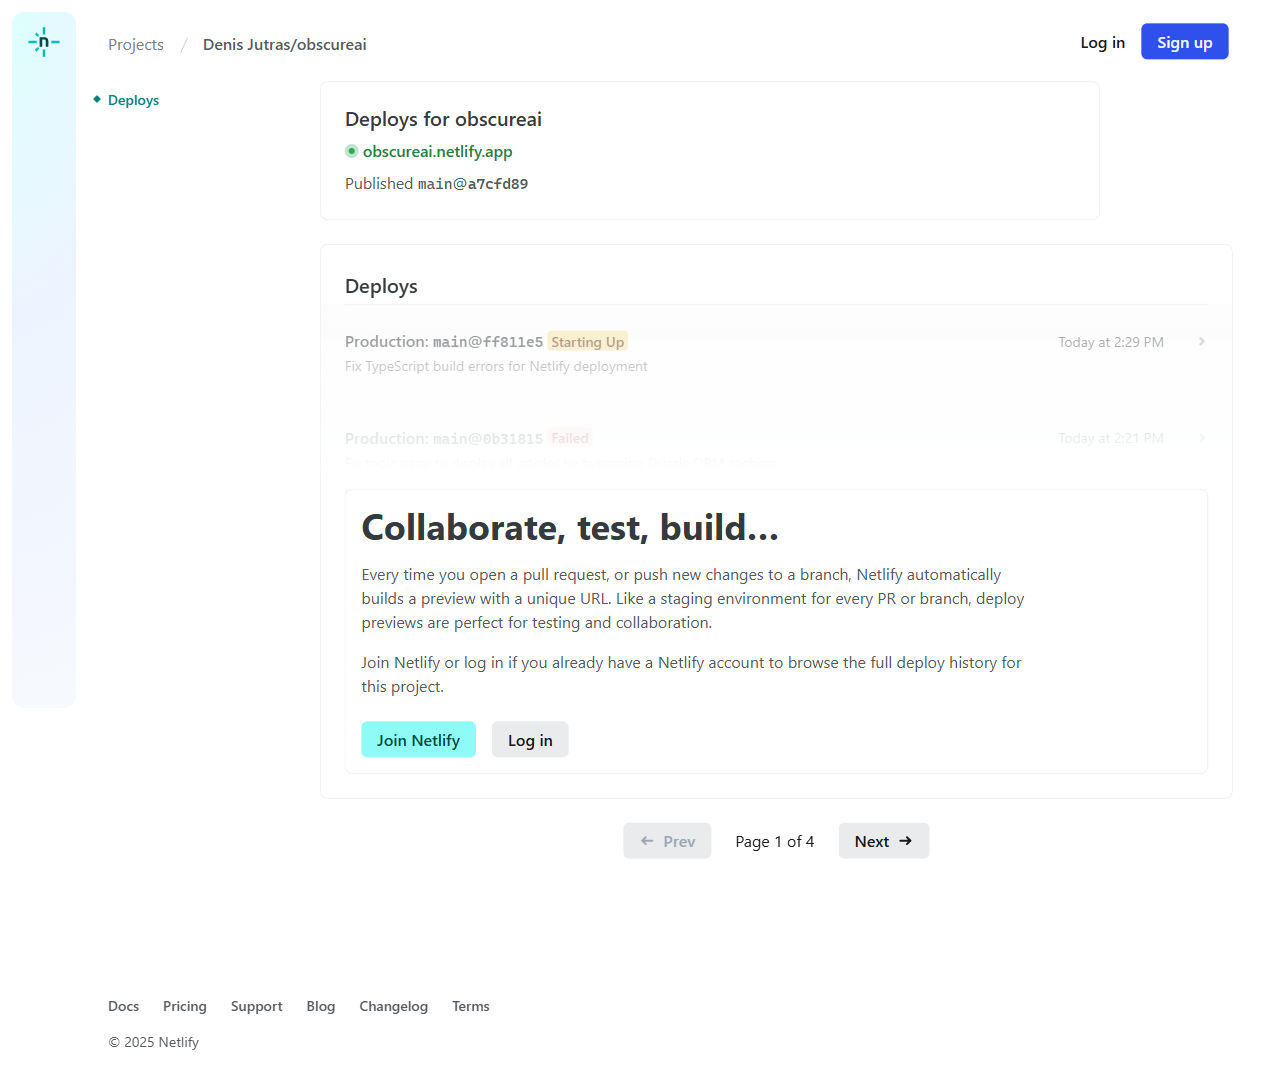 n
Projects / Denis Jutras/obscureai
Log in
Sign up
Deploys
Deploys for obscureai
obscureai.netlify.app
Published main@a7cfd89
Deploys
Production: main@ff811e5 Starting Up
Today at 2:29 PM
Fix TypeScript build errors for Netlify deployment
Production: main@0b31815 Failed
Today at 2:21 PM
Collaborate, test, build…
Every time you open a pull request, or push new changes to a branch, Netlify automatically
builds a preview with a unique URL. Like a staging environment for every PR or branch, deploy
previews are perfect for testing and collaboration.
Join Netlify or log in if you already have a Netlify account to browse the full deploy history for
this project.
Join Netlify
Log in
← Prev
Page 1 of 4
Next →
Docs Pricing Support Blog Changelog Terms
© 2025 Netlify